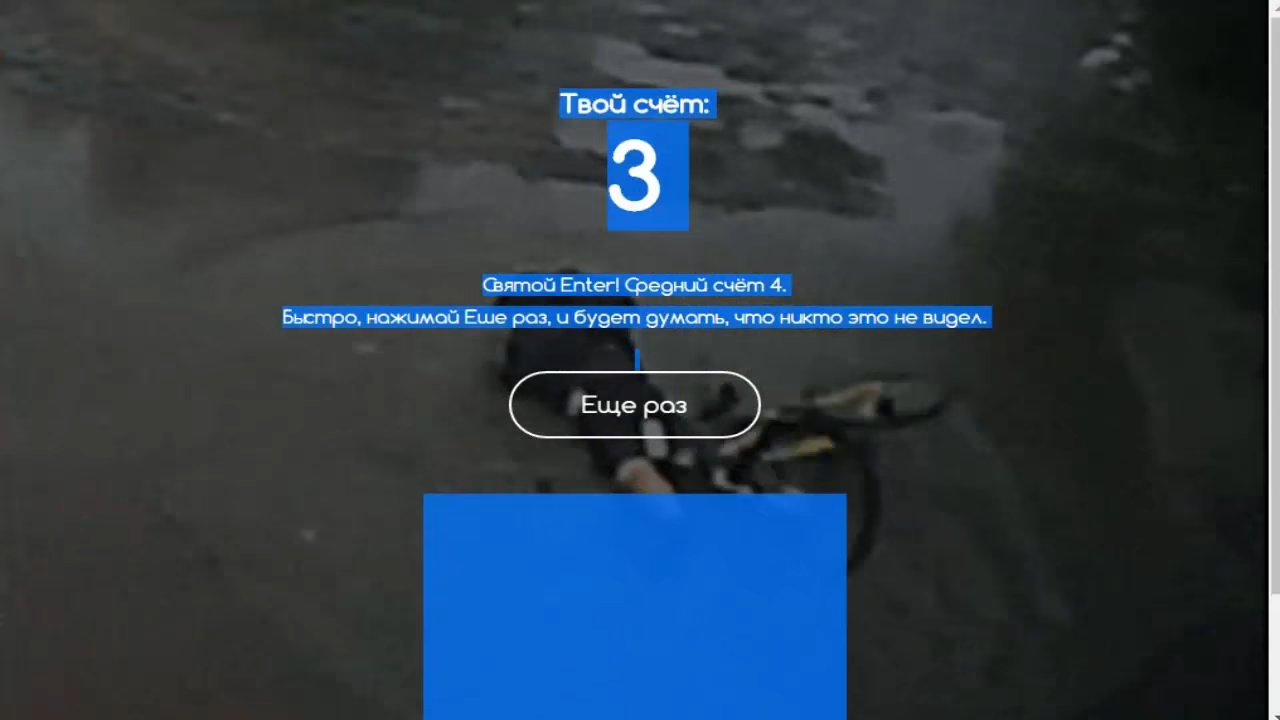 Твой счёт:
3
Святой Enter! Средний счёт 4.
Быстро, нажимай Еше раз, и будет думать, что никто это не видел.
Еще раз